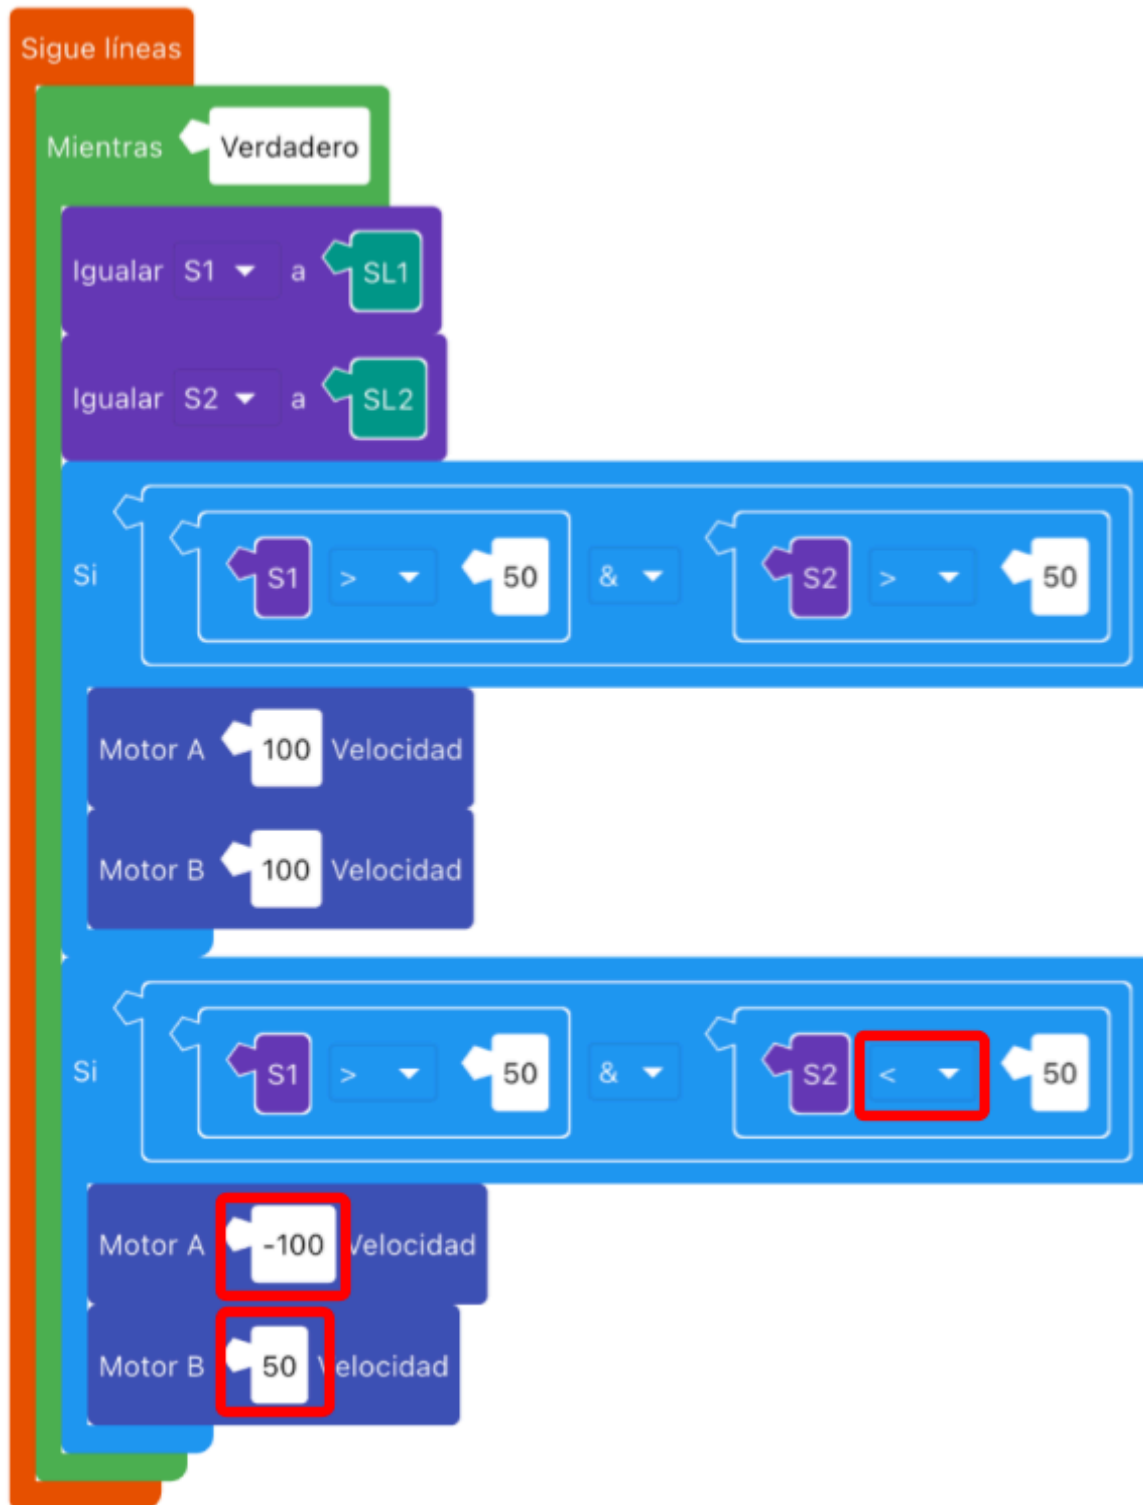 Sigue líneas
Mientras Verdadero
Igualar S1 a SL1
Igualar S2 a SL2
Si S1 > 50 & S2 > 50
Motor A 100 Velocidad
Motor B 100 Velocidad
Si S1 > 50 & S2 < 50
Motor A -100 Velocidad
Motor B 50 Velocidad